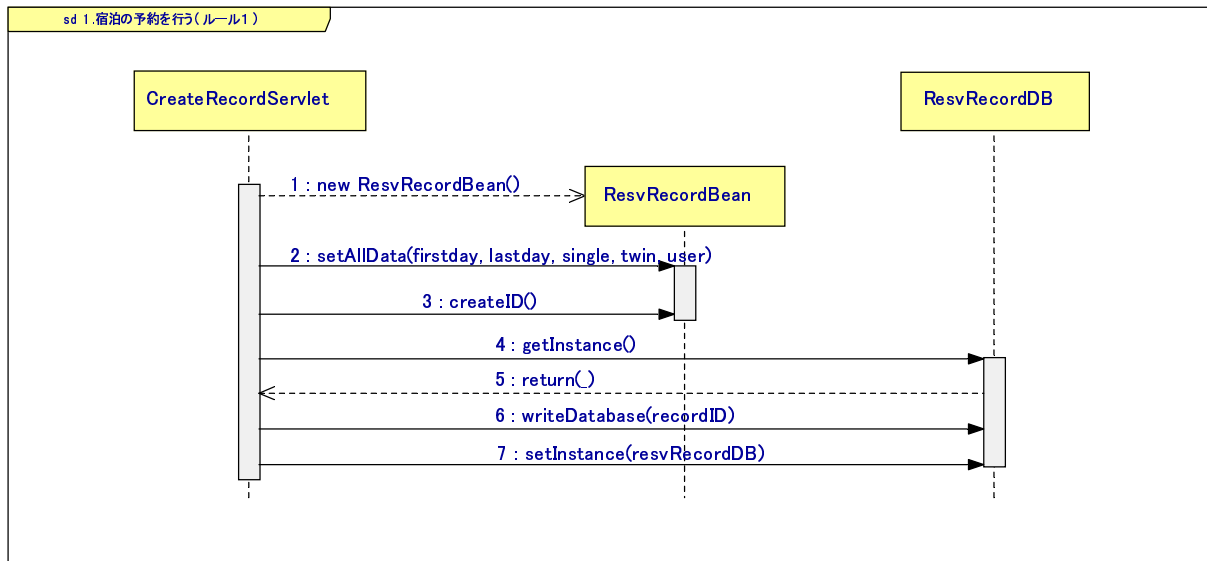 sd 1.宿泊の予約を行う(ルール1)
CreateRecordServlet
ResvRecordDB
1 : new ResvRecordBean()
ResvRecordBean
2 : setAllData(firstday, lastday, single, twin, user)
3 : createID()
4 : getInstance()
5 : return(_)
6 : writeDatabase(recordID)
7 : setInstance(resvRecordDB)